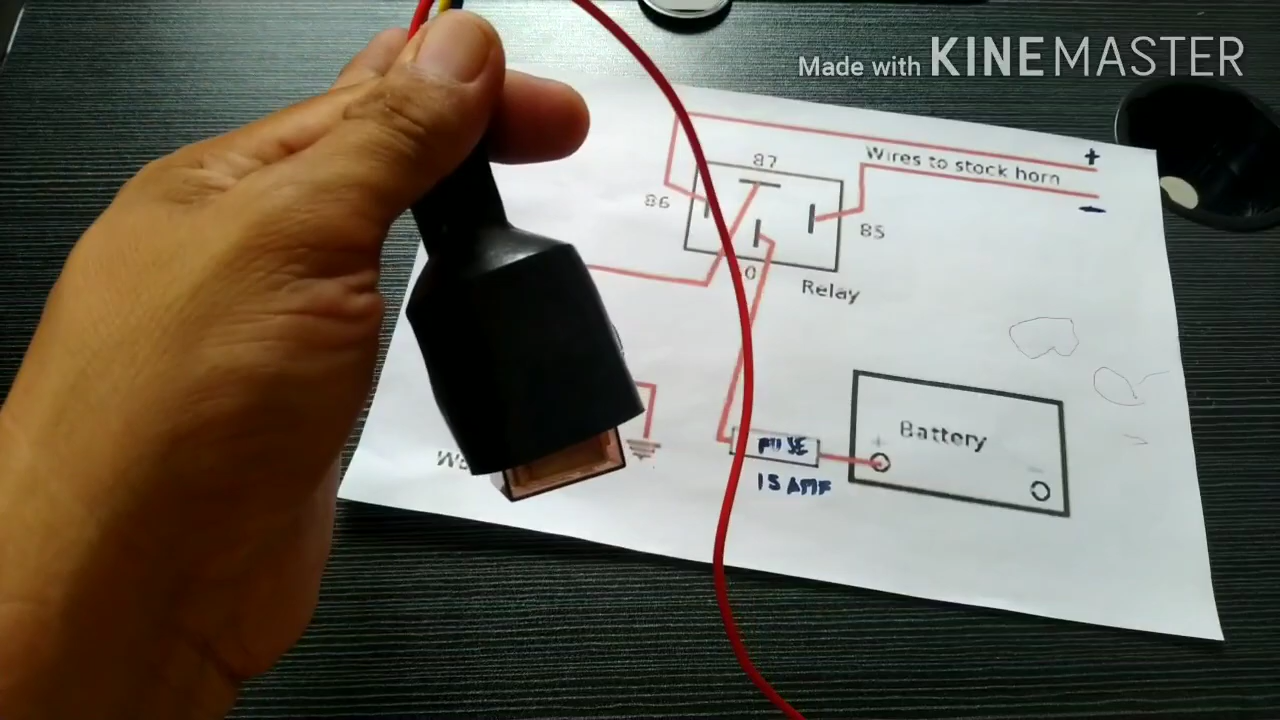 Made with KINEMASTER
87
Wires to stock horn
+
-
86
85
Relay
Battery
+
-
FUSE
15 AMP